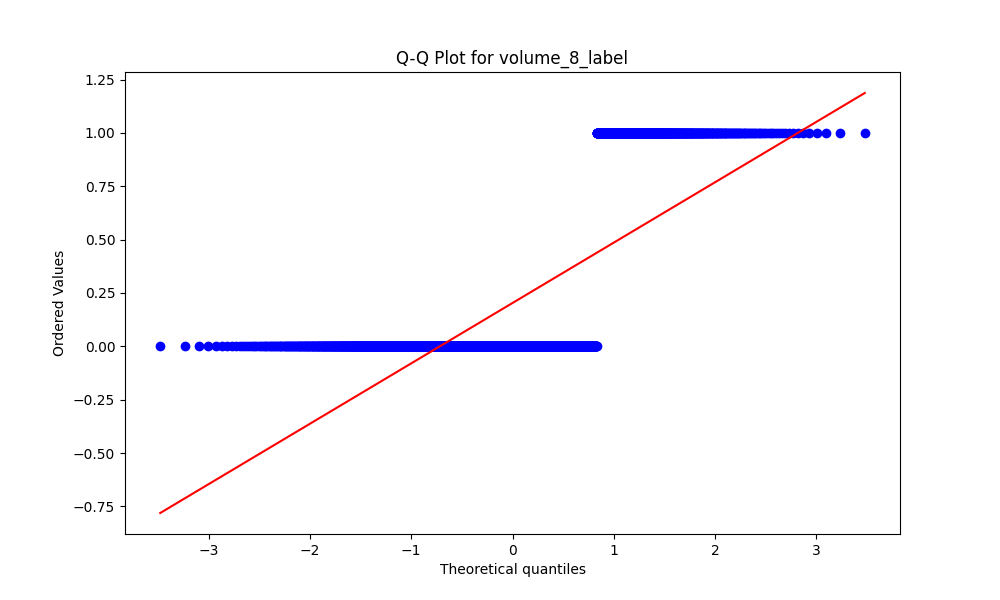 Q-Q Plot for volume_8_label
1.25
1.00
0.75
0.50
0.25
0.00
−0.25
−0.50
−0.75
Ordered Values
−3 −2 −1 0 1 2 3
Theoretical quantiles